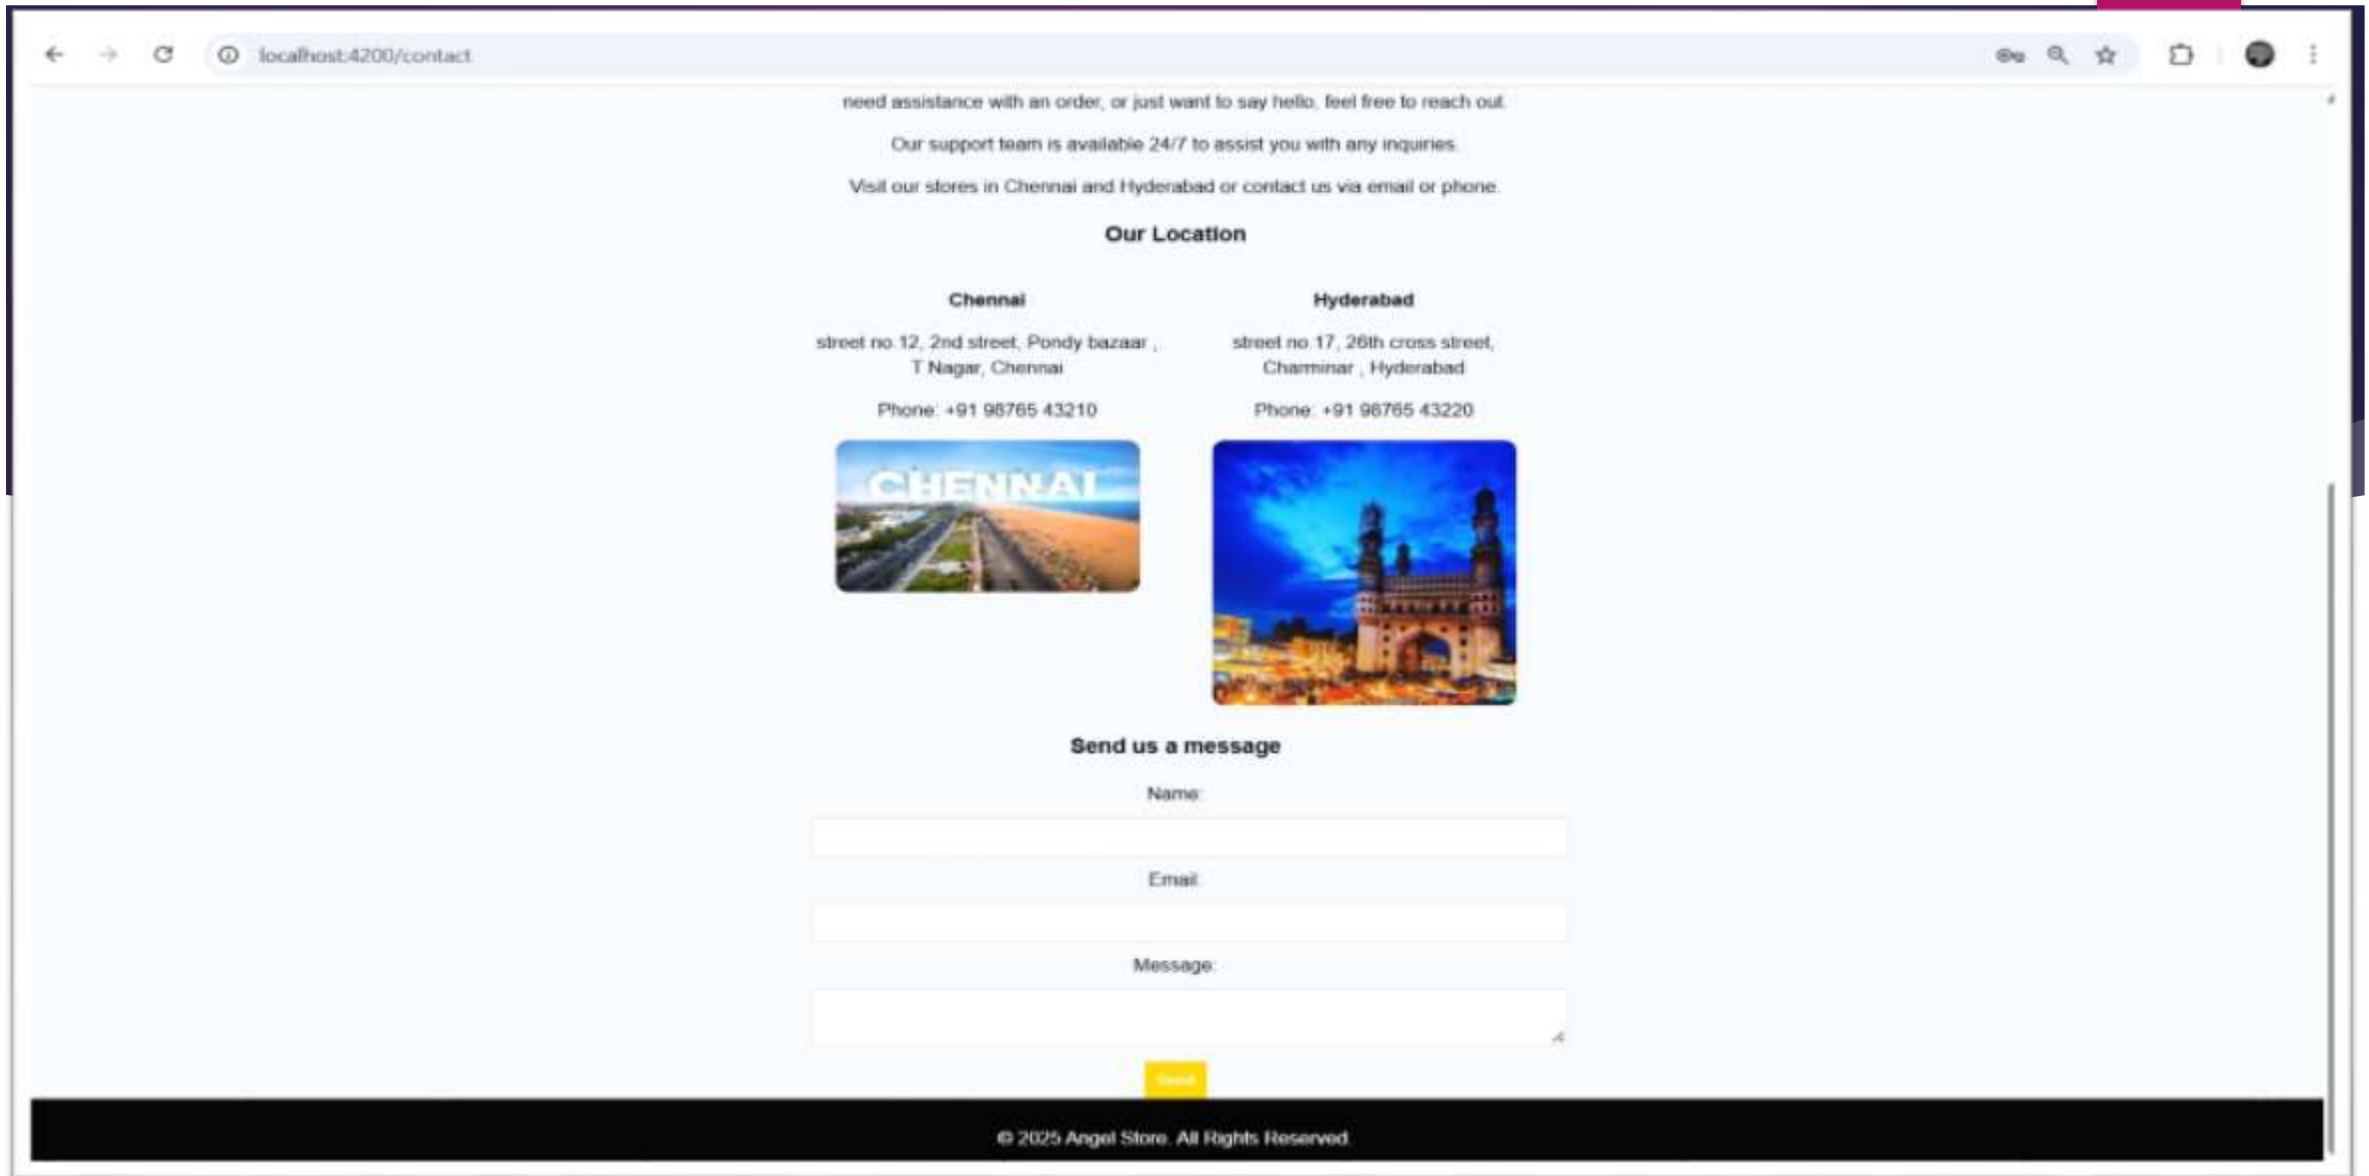 localhost:4200/contact
need assistance with an order, or just want to say hello, feel free to reach out.
Our support team is available 24/7 to assist you with any inquiries.
Visit our stores in Chennai and Hyderabad or contact us via email or phone.
Our Location
Chennai
street no.12, 2nd street, Pondy bazaar ,
T Nagar, Chennai
Phone: +91 98765 43210
CHENNAI
Hyderabad
street no.17, 26th cross street,
Charminar , Hyderabad
Phone: +91 98765 43220
Send us a message
Name:
Email:
Message:
Send
© 2025 Angel Store. All Rights Reserved.